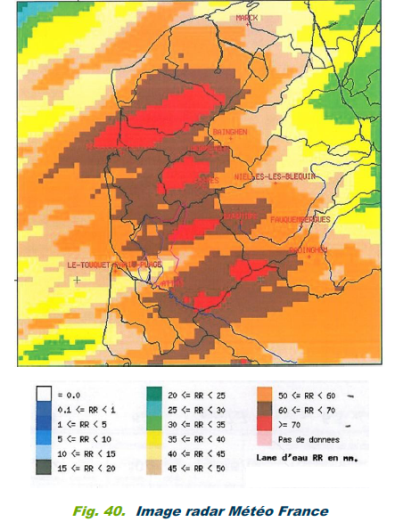 MARCK
BAINGHEN
NIELLES-LES-BLEQUIN
FAUQUEMBERGUES
LE-TOUQUET-PARIS-PLAGE
= 0.0
0.1 <= RR < 1
1 <= RR < 5
5 <= RR < 10
10 <= RR < 15
15 <= RR < 20
20 <= RR < 25
25 <= RR < 30
30 <= RR < 35
35 <= RR < 40
40 <= RR < 45
45 <= RR < 50
50 <= RR < 60
60 <= RR < 70
>= 70
Pas de donnees
Lame d'eau RR en mm.
Fig. 40. Image radar Météo France